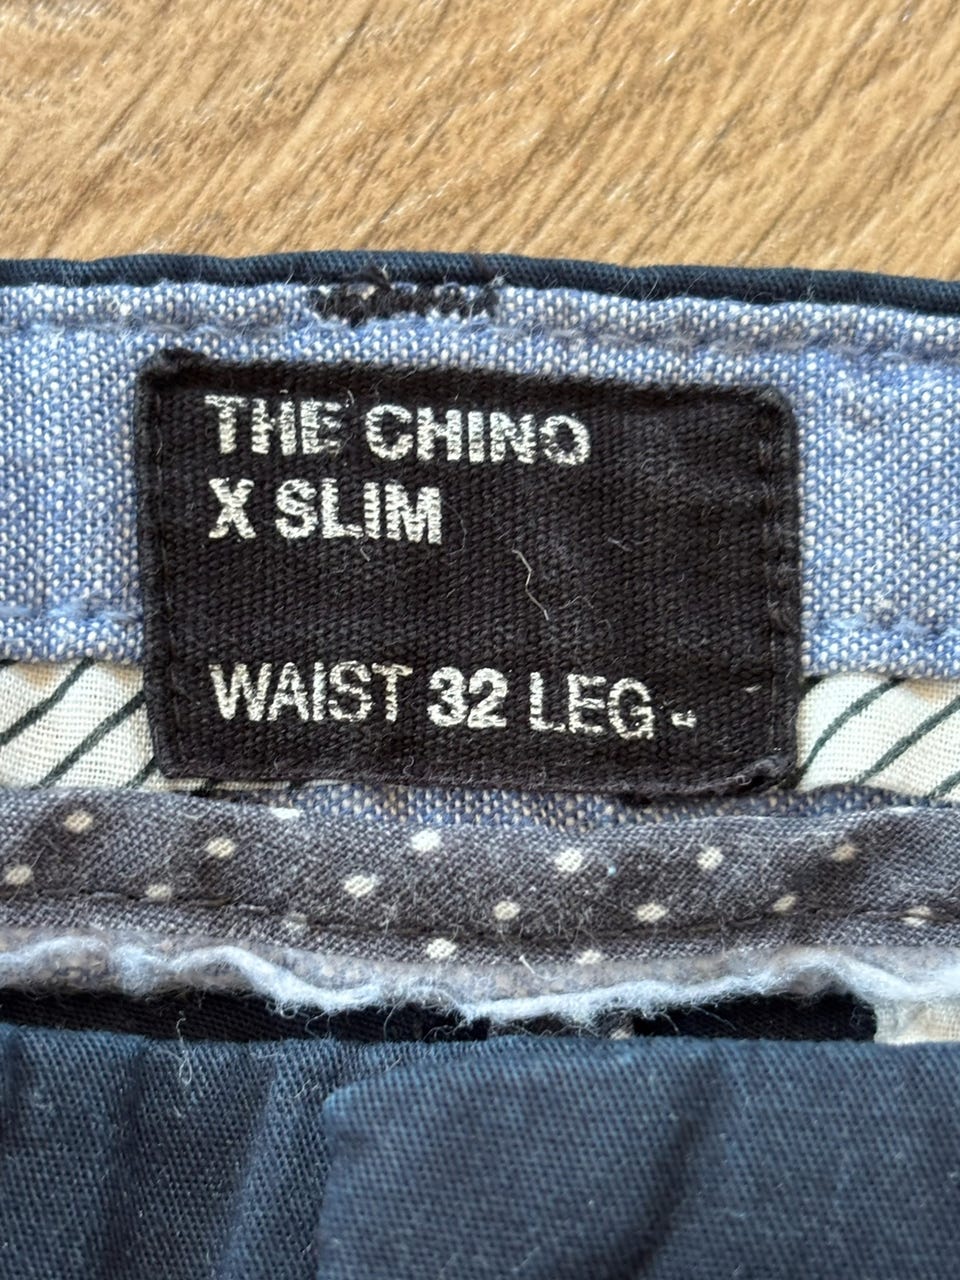 THE CHINO
X SLIM
WAIST 32 LEG -